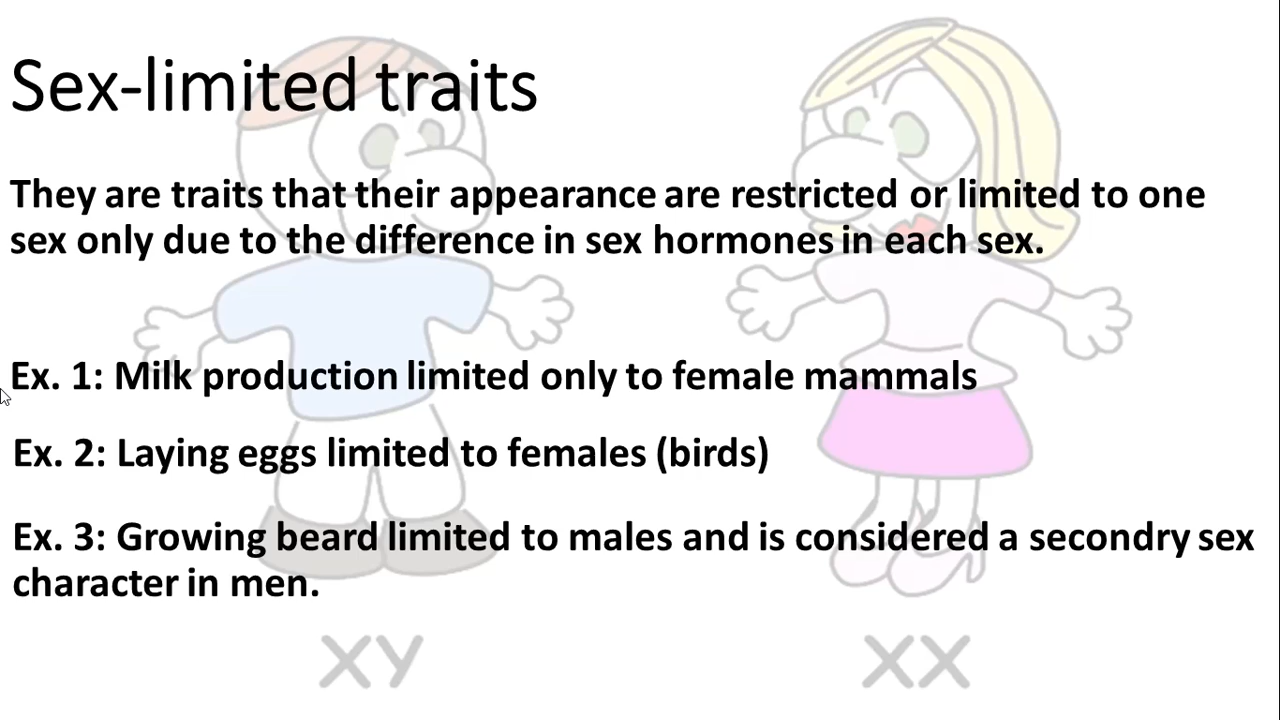 Sex-limited traits
They are traits that their appearance are restricted or limited to one
sex only due to the difference in sex hormones in each sex.
Ex. 1: Milk production limited only to female mammals
Ex. 2: Laying eggs limited to females (birds)
Ex. 3: Growing beard limited to males and is considered a secondry sex
character in men.
XY XX